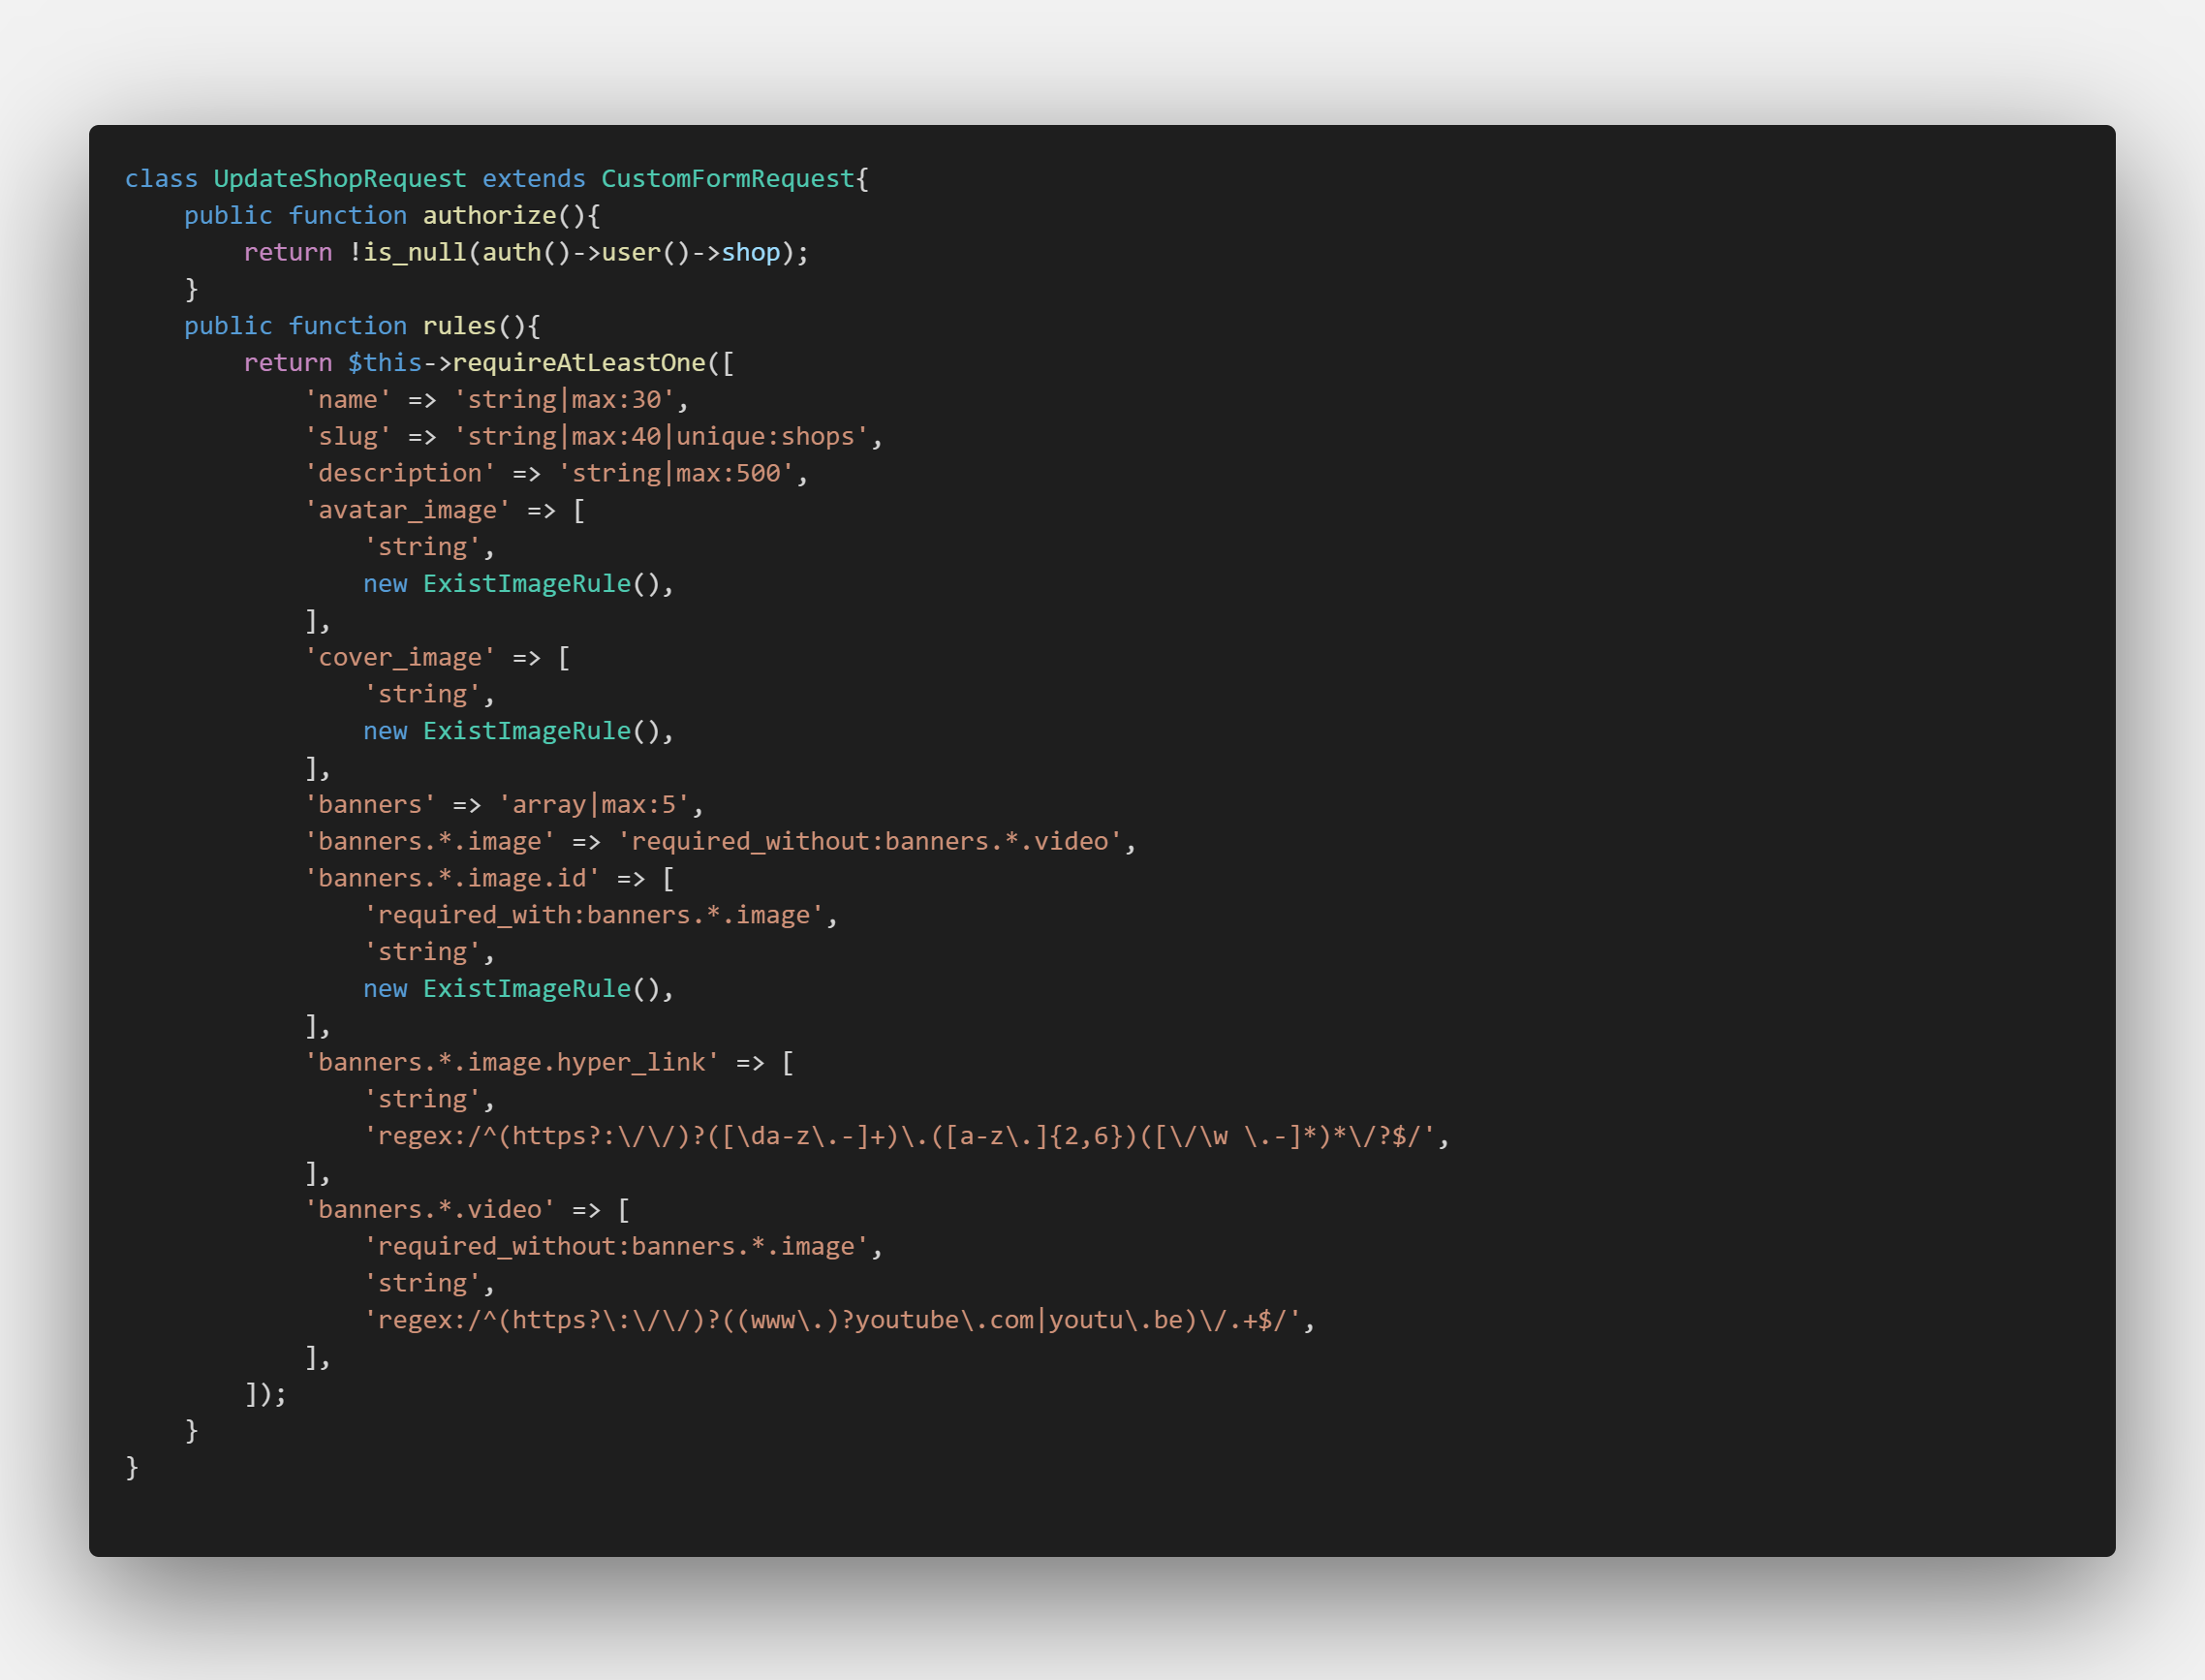 class UpdateShopRequest extends CustomFormRequest{
    public function authorize(){
        return !is_null(auth()->user()->shop);
    }
    public function rules(){
        return $this->requireAtLeastOne([
            'name' => 'string|max:30',
            'slug' => 'string|max:40|unique:shops',
            'description' => 'string|max:500',
            'avatar_image' => [
                'string',
                new ExistImageRule(),
            ],
            'cover_image' => [
                'string',
                new ExistImageRule(),
            ],
            'banners' => 'array|max:5',
            'banners.*.image' => 'required_without:banners.*.video',
            'banners.*.image.id' => [
                'required_with:banners.*.image',
                'string',
                new ExistImageRule(),
            ],
            'banners.*.image.hyper_link' => [
                'string',
                'regex:/^(https?:\/\/)?([\da-z\.-]+)\.([a-z\.]{2,6})([\/\w \.-]*)*\/?$/',
            ],
            'banners.*.video' => [
                'required_without:banners.*.image',
                'string',
                'regex:/^(https?\:\/\/)?((www\.)?youtube\.com|youtu\.be)\/.+$/',
            ],
        ]);
    }
}